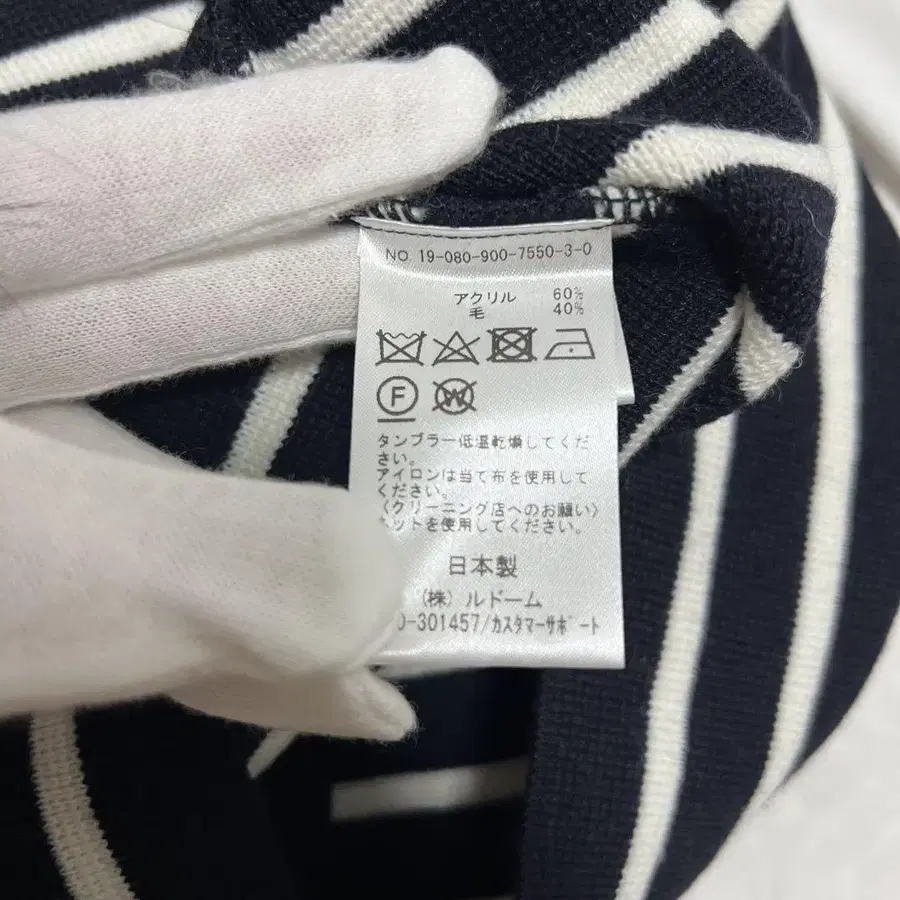 NO. 19-080-900-7550-3-0
アクリル 60%
毛 40%
F W
タンブラー低温乾燥してくだ
さい。
アイロンは当て布を使用して
ください。
〈クリーニング店へのお願い〉
ネットを使用してください。
日本製
(株) ルドーム
0-301457/カスタマーサポート